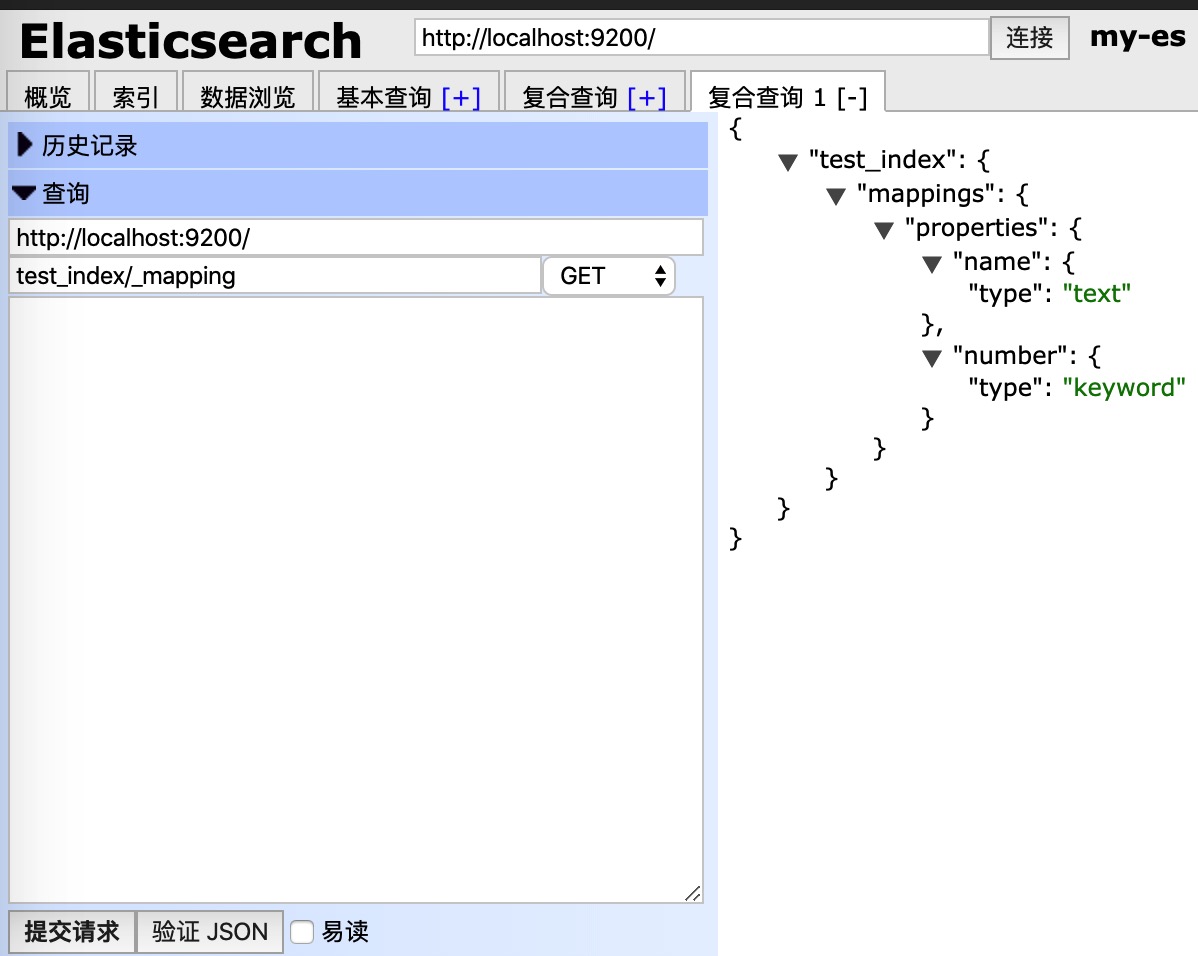 Elasticsearch http://localhost:9200/ 连接 my-es
概览 索引 数据浏览 基本查询 [+] 复合查询 [+] 复合查询 1 [-]
历史记录
查询
http://localhost:9200/
test_index/_mapping GET
提交请求 验证 JSON 易读
{
▼ "test_index": {
▼ "mappings": {
▼ "properties": {
▼ "name": {
"type": "text"
},
▼ "number": {
"type": "keyword"
}
}
}
}
}